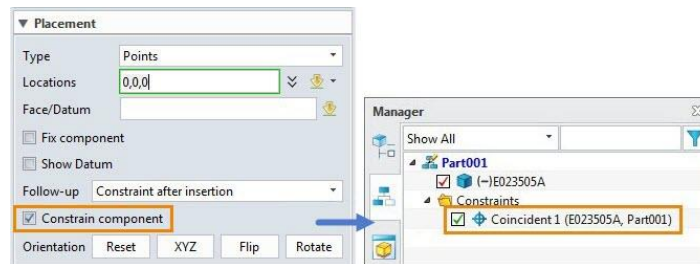 Placement
Type Points
Locations 0,0,0
Face/Datum
Fix component
Show Datum
Follow-up Constraint after insertion
Constrain component
Orientation Reset XYZ Flip Rotate
Manager
Show All
Part001
(-)E023505A
Constraints
Coincident 1 (E023505A, Part001)